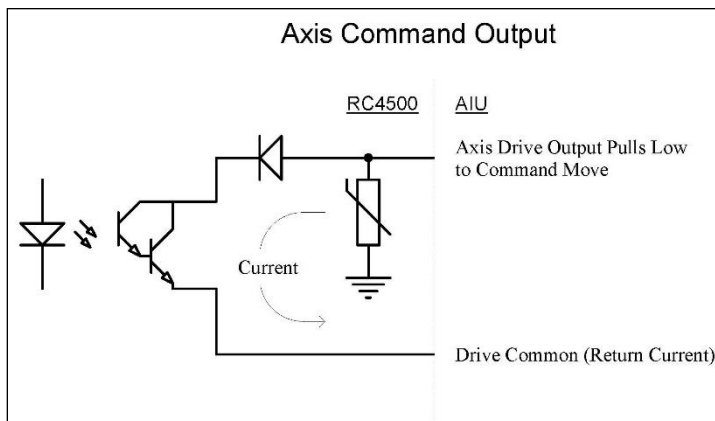 Axis Command Output
RC4500 AIU
Axis Drive Output Pulls Low
to Command Move
Current
Drive Common (Return Current)